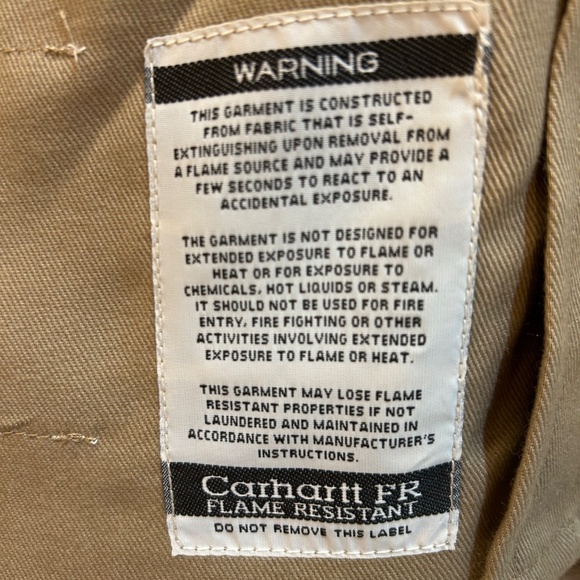 WARNING
THIS GARMENT IS CONSTRUCTED
FROM FABRIC THAT IS SELF-
EXTINGUISHING UPON REMOVAL FROM
A FLAME SOURCE AND MAY PROVIDE A
FEW SECONDS TO REACT TO AN
ACCIDENTAL EXPOSURE.
THE GARMENT IS NOT DESIGNED FOR
EXTENDED EXPOSURE TO FLAME OR
HEAT OR FOR EXPOSURE TO
CHEMICALS, HOT LIQUIDS OR STEAM.
IT SHOULD NOT BE USED FOR FIRE
ENTRY, FIRE FIGHTING OR OTHER
ACTIVITIES INVOLVING EXTENDED
EXPOSURE TO FLAME OR HEAT.
THIS GARMENT MAY LOSE FLAME
RESISTANT PROPERTIES IF NOT
LAUNDERED AND MAINTAINED IN
ACCORDANCE WITH MANUFACTURER'S
INSTRUCTIONS.
Carhartt FR
FLAME RESISTANT
DO NOT REMOVE THIS LABEL